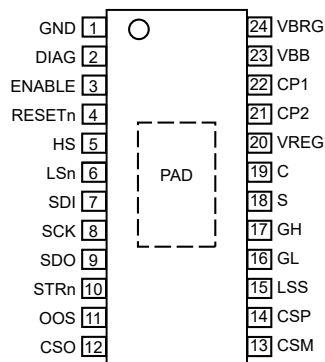 GND 1 24 VBRG
DIAG 2 23 VBB
ENABLE 3 22 CP1
RESETn 4 21 CP2
HS 5 20 VREG
LSn 6 PAD 19 C
SDI 7 18 S
SCK 8 17 GH
SDO 9 16 GL
STRn 10 15 LSS
OOS 11 14 CSP
CSO 12 13 CSM